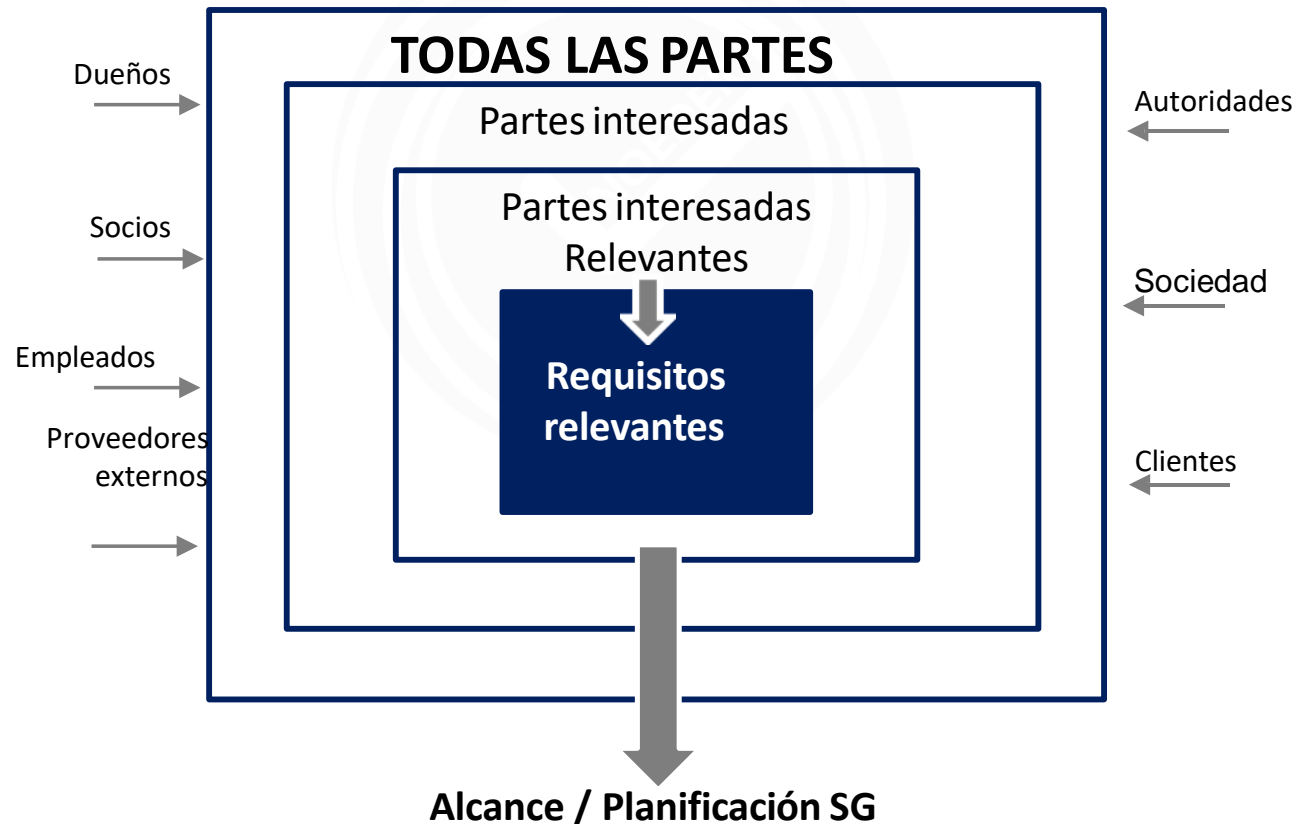 TODAS LAS PARTES
Dueños
Autoridades
Partes interesadas
Partes interesadas
Relevantes
Socios
Sociedad
Empleados
Requisitos
relevantes
Proveedores
externos
Clientes
Alcance / Planificación SG